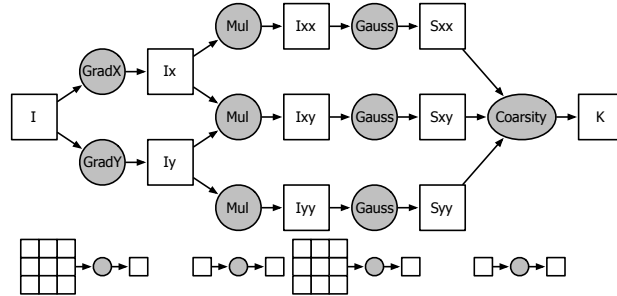 Mul
Ixx
Gauss
Sxx
GradX
Ix
I
Mul
Ixy
Gauss
Sxy
Coarsity
K
GradY
Iy
Mul
Iyy
Gauss
Syy